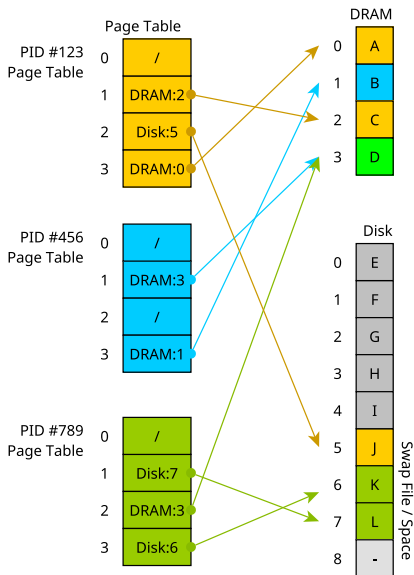 Page Table
PID #123
Page Table
0 /
1 DRAM:2
2 Disk:5
3 DRAM:0
PID #456
Page Table
0 /
1 DRAM:3
2 /
3 DRAM:1
PID #789
Page Table
0 /
1 Disk:7
2 DRAM:3
3 Disk:6
DRAM
0 A
1 B
2 C
3 D
Disk
0 E
1 F
2 G
3 H
4 I
5 J
6 K
7 L
8 -
Swap File / Space